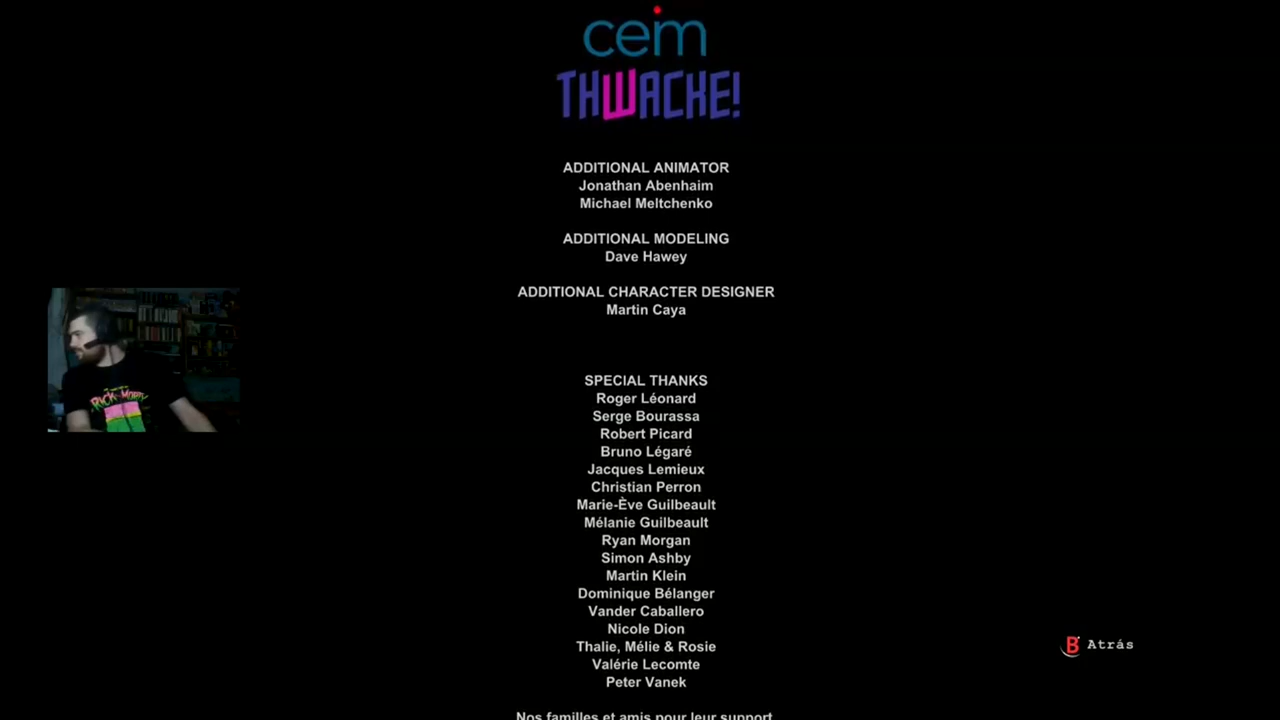 ceim
THWACKE!
ADDITIONAL ANIMATOR
Jonathan Abenhaim
Michael Meltchenko
ADDITIONAL MODELING
Dave Hawey
ADDITIONAL CHARACTER DESIGNER
Martin Caya
RICK MORTY
SPECIAL THANKS
Roger Léonard
Serge Bourassa
Robert Picard
Bruno Légaré
Jacques Lemieux
Christian Perron
Marie-Ève Guilbeault
Mélanie Guilbeault
Ryan Morgan
Simon Ashby
Martin Klein
Dominique Bélanger
Vander Caballero
Nicole Dion
Thalie, Mélie & Rosie
Valérie Lecomte
Peter Vanek
B Atrás
Nos familles et amis pour leur support